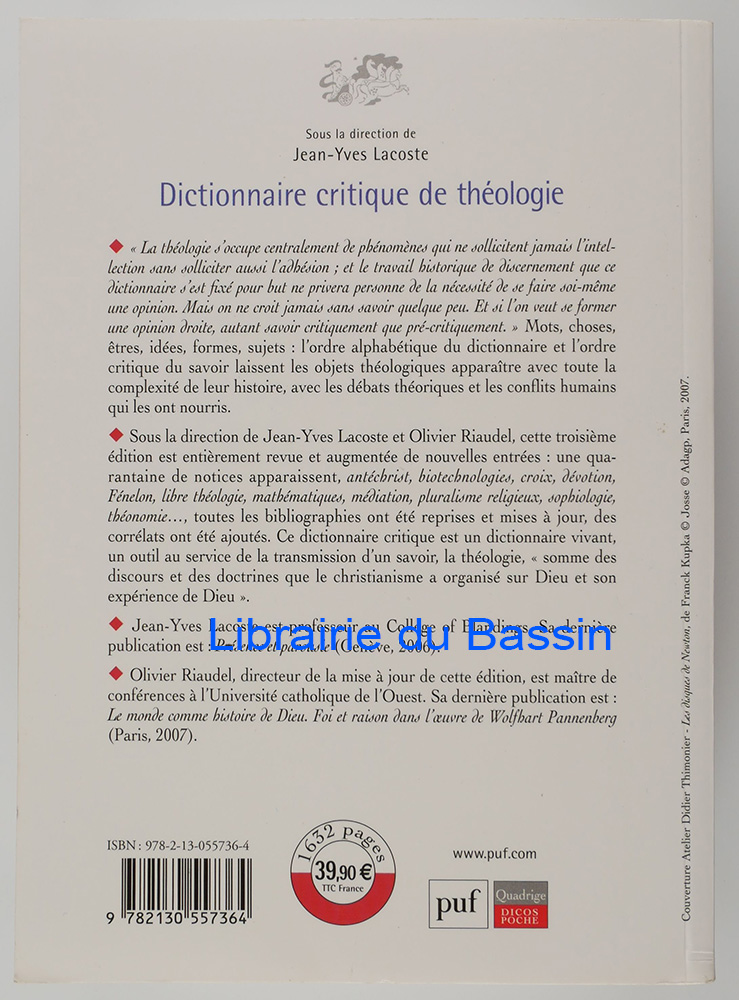 Sous la direction de
Jean-Yves Lacoste
Dictionnaire critique de théologie
◆ « La théologie s'occupe centralement de phénomènes qui ne sollicitent jamais l'intel-
lection sans solliciter aussi l'adhésion ; et le travail historique de discernement que ce
dictionnaire s'est fixé pour but ne privera personne de la nécessité de se faire soi-même
une opinion. Mais on ne croit jamais sans savoir quelque peu. Et si l'on veut se former
une opinion droite, autant savoir critiquement que pré-critiquement. » Mots, choses,
êtres, idées, formes, sujets : l'ordre alphabétique du dictionnaire et l'ordre
critique du savoir laissent les objets théologiques apparaître avec toute la
complexité de leur histoire, avec les débats théoriques et les conflits humains
qui les ont nourris.
◆ Sous la direction de Jean-Yves Lacoste et Olivier Riaudel, cette troisième
édition est entièrement revue et augmentée de nouvelles entrées : une qua-
rantaine de notices apparaissent, antéchrist, biotechnologies, croix, dévotion,
Fénelon, libre théologie, mathématiques, médiation, pluralisme religieux, sophiologie,
théonomie..., toutes les bibliographies ont été reprises et mises à jour, des
corrélats ont été ajoutés. Ce dictionnaire critique est un dictionnaire vivant,
un outil au service de la transmission d'un savoir, la théologie, « somme des
discours et des doctrines que le christianisme a organisé sur Dieu et son
expérience de Dieu ».
◆ Jean-Yves Lacoste est professeur au College of Blandings. Sa dernière
publication est : Présence et parousie (Genève, 2006).
Librairie du Bassin
◆ Olivier Riaudel, directeur de la mise à jour de cette édition, est maître de
conférences à l'Université catholique de l'Ouest. Sa dernière publication est :
Le monde comme histoire de Dieu. Foi et raison dans l'œuvre de Wolfhart Pannenberg
(Paris, 2007).
ISBN : 978-2-13-055736-4
9 782130 557364
1632 pages
39,90 €
TTC France
www.puf.com
puf
Quadrige
DICOS
POCHE
Couverture Atelier Didier Thimonier - Les disques de Newton, de Franck Kupka © Josse © Adagp, Paris, 2007.